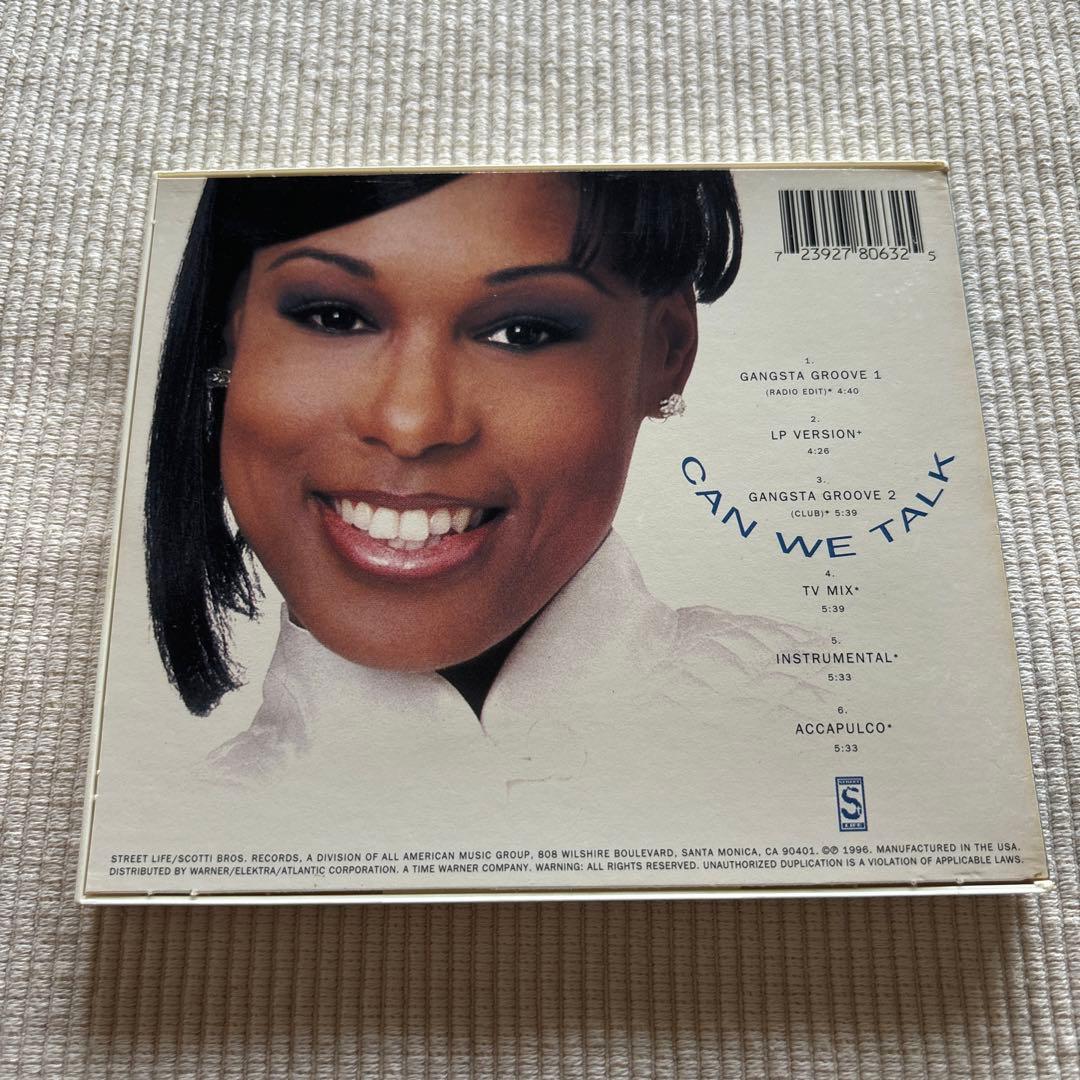 7 23927 80632 5
1.
GANGSTA GROOVE 1
(RADIO EDIT)* 4:40
2.
LP VERSION+
4:26
3.
GANGSTA GROOVE 2
(CLUB)* 5:39
CAN WE TALK
4.
TV MIX*
5:39
5.
INSTRUMENTAL*
5:33
6.
ACCAPULCO*
5:33
STREET
S
LIFE
STREET LIFE/SCOTTI BROS. RECORDS, A DIVISION OF ALL AMERICAN MUSIC GROUP, 808 WILSHIRE BOULEVARD, SANTA MONICA, CA 90401. ©℗ 1996. MANUFACTURED IN THE USA.
DISTRIBUTED BY WARNER/ELEKTRA/ATLANTIC CORPORATION. A TIME WARNER COMPANY. WARNING: ALL RIGHTS RESERVED. UNAUTHORIZED DUPLICATION IS A VIOLATION OF APPLICABLE LAWS.